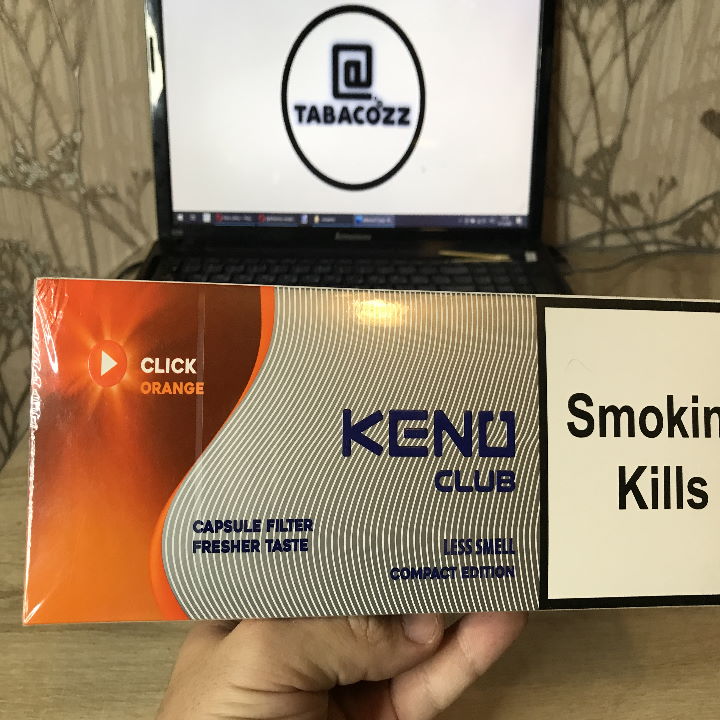 @
TABACOZZ
CLICK
ORANGE
KENO
CLUB
CAPSULE FILTER
FRESHER TASTE
LESS SMELL
COMPACT EDITION
Smokin
Kills